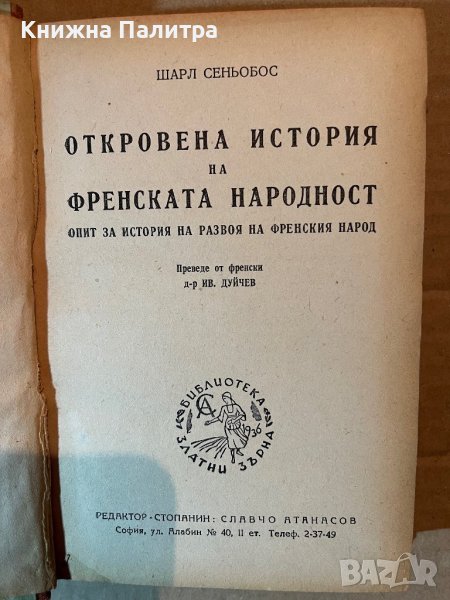 Книжна Палитра
ШАРЛ СЕНЬОБОС
ОТКРОВЕНА ИСТОРИЯ
НА
ФРЕНСКАТА НАРОДНОСТ
ОПИТ ЗА ИСТОРИЯ НА РАЗВОЯ НА ФРЕНСКИЯ НАРОД
Преведе от френски
д-р ИВ. ДУЙЧЕВ
БИБЛИОТЕКА
СА
1936
ЗЛАТНИ ЗЪРНА
РЕДАКТОР - СТОПАНИН: СЛАВЧО АТАНАСОВ
София, ул. Алабин № 40, II ет. Телеф. 2-37-49
BAZAR